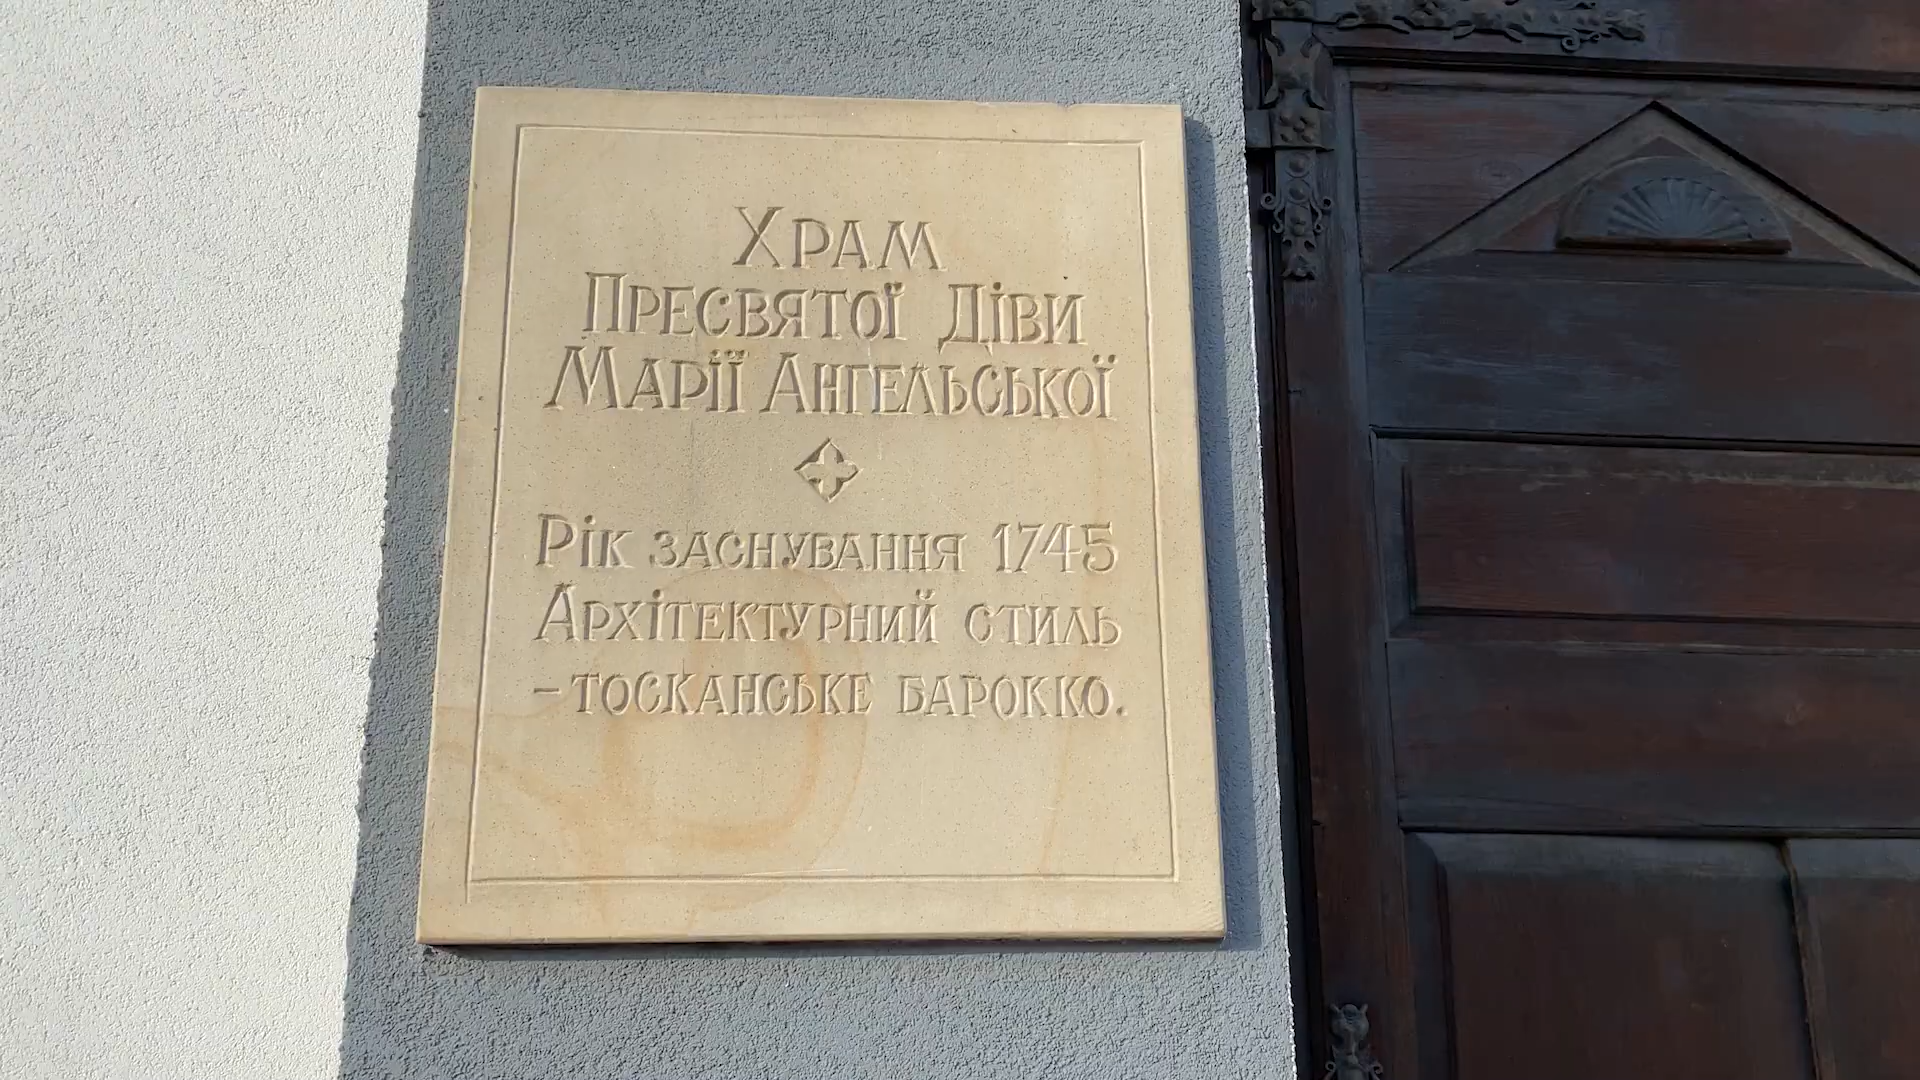 Храм
Пресвятої Діви
Марії Ангельської
Рік заснування 1745
Архітектурний стиль
– тосканське барокко.